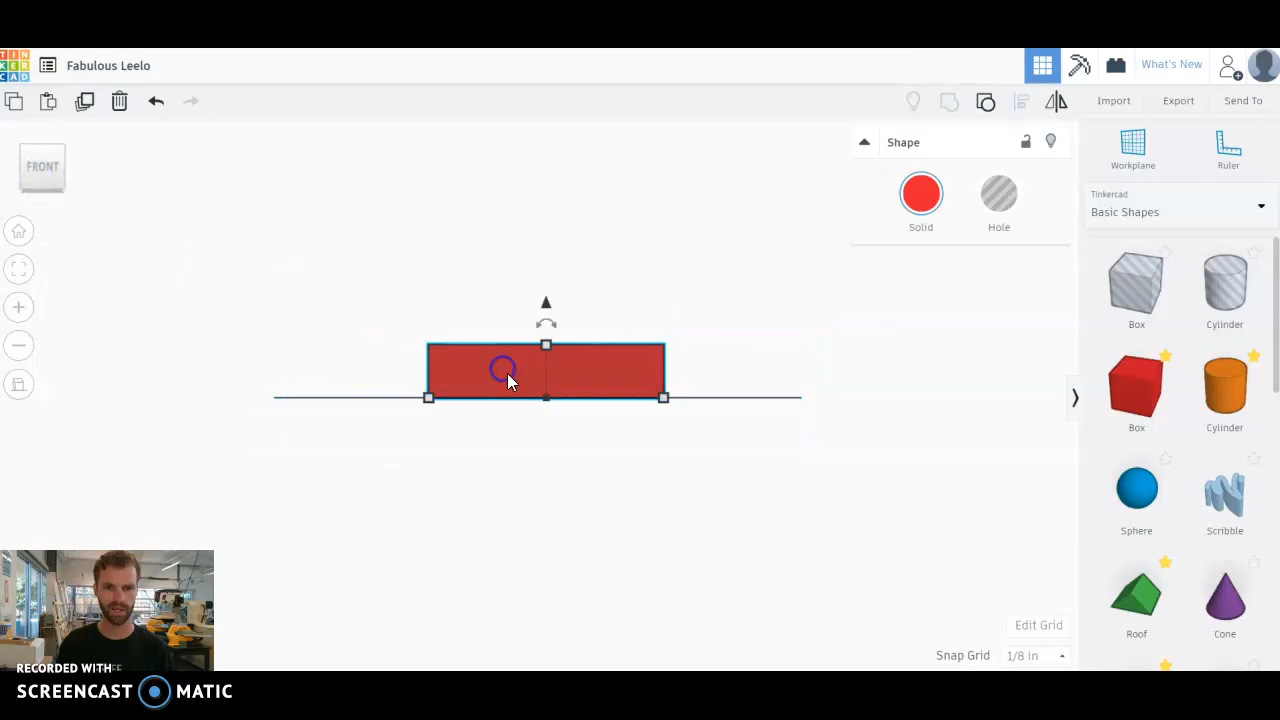 TIN
KER
CAD
Fabulous Leelo
What's New
Import
Export
Send To
FRONT
Shape
Solid
Hole
Workplane
Ruler
Tinkercad
Basic Shapes
Box
Cylinder
Box
Cylinder
Sphere
Scribble
Roof
Cone
Edit Grid
Snap Grid
1/8 in
RECORDED WITH
SCREENCAST MATIC